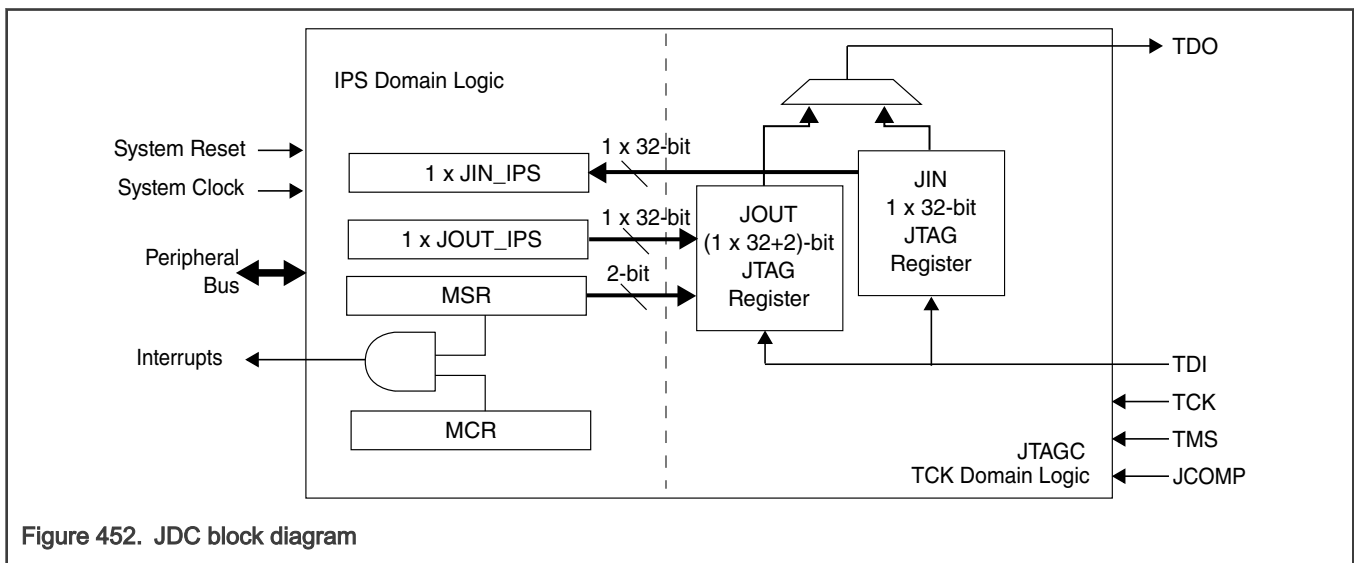 TDO
IPS Domain Logic
System Reset
System Clock
1 x 32-bit
1 x JIN_IPS
JIN
1 x 32-bit
JTAG
Register
1 x 32-bit
1 x JOUT_IPS
JOUT
(1 x 32+2)-bit
JTAG
Register
Peripheral
Bus
2-bit
MSR
Interrupts
TDI
TCK
MCR
TMS
JTAGC
TCK Domain Logic
JCOMP
Figure 452. JDC block diagram